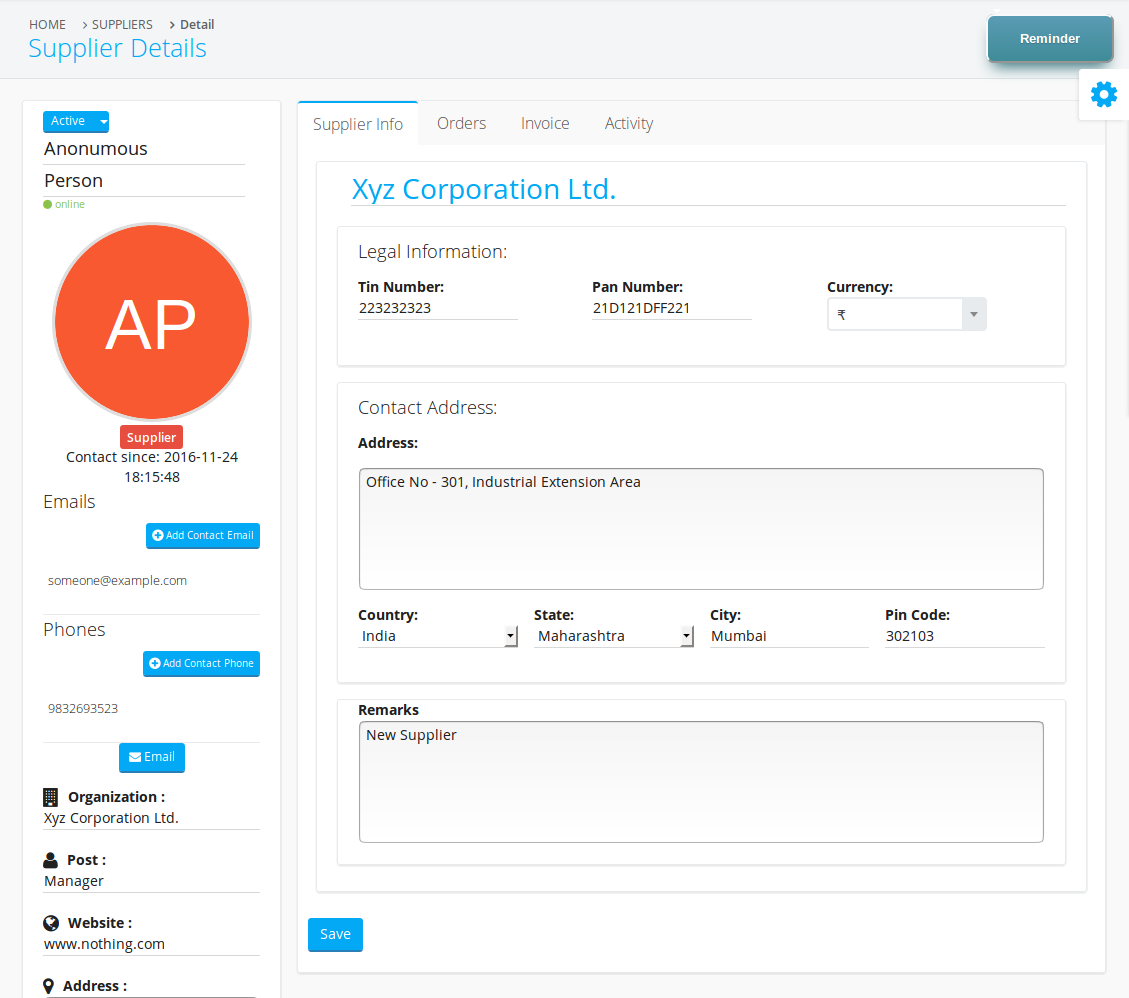 HOME > SUPPLIERS > Detail
Supplier Details
Reminder
Active
Anonumous
Person
online
AP
Supplier
Contact since: 2016-11-24
18:15:48
Emails
Add Contact Email
someone@example.com
Phones
Add Contact Phone
9832693523
Email
Organization :
Xyz Corporation Ltd.
Post :
Manager
Website :
www.nothing.com
Address :
Supplier Info Orders Invoice Activity
Xyz Corporation Ltd.
Legal Information:
Tin Number: Pan Number: Currency:
223232323 21D121DFF221 ₹
Contact Address:
Address:
Office No - 301, Industrial Extension Area
Country: State: City: Pin Code:
India Maharashtra Mumbai 302103
Remarks
New Supplier
Save